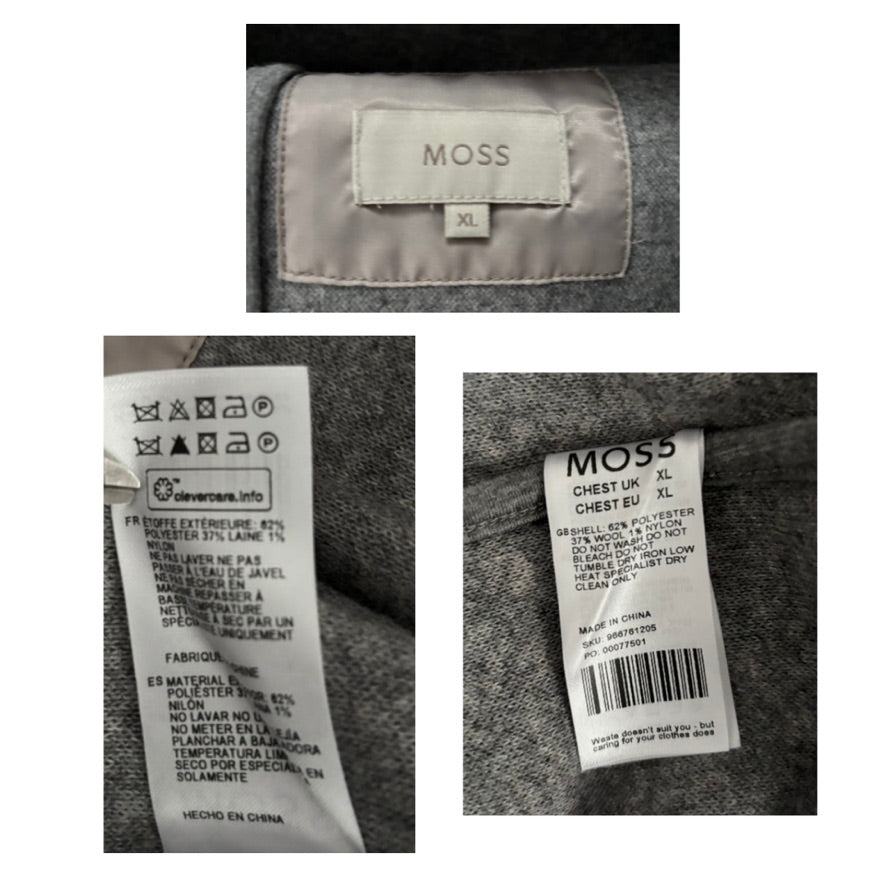 MOSS
XL
P
P
clevercare.info
FR ÉTOFFE EXTÉRIEURE: 62%
POLYESTER 37% LAINE 1%
NYLON
NE PAS LAVER NE PAS
PASSER À L'EAU DE JAVEL
NE PAS SÉCHER EN
REPASSER À
TEMPÉRATURE
À SEC PAR UN
UNIQUEMENT
ES MATERIAL
POLIÉSTER
NILÓN 1%
NO LAVAR NO
NO METER EN LA
PLANCHAR A BAJA
TEMPERATURA
SECO POR EN
SOLAMENTE
HECHO EN CHINA
MOSS
CHEST UK XL
CHEST EU XL
GB SHELL: 62% POLYESTER
37% WOOL 1% NYLON
DO NOT WASH DO NOT
BLEACH DO NOT
TUMBLE DRY IRON LOW
HEAT SPECIALIST DRY
CLEAN ONLY
MADE IN CHINA
SKU: 966761205
PO: 00077501
Waste doesn't suit you - but
caring for your clothes does